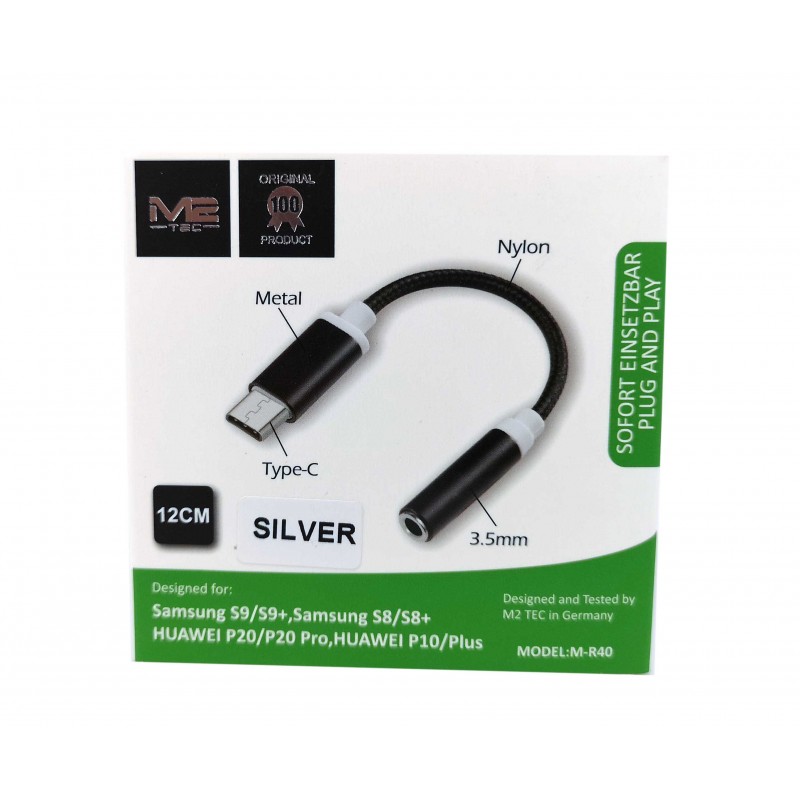 M2
TEC
ORIGINAL
100
PRODUCT
Nylon
Metal
SOFORT EINSETZBAR
PLUG AND PLAY
Type-C
12CM
SILVER
3.5mm
Designed for:
Samsung S9/S9+,Samsung S8/S8+
HUAWEI P20/P20 Pro,HUAWEI P10/Plus
Designed and Tested by
M2 TEC in Germany
MODEL:M-R40